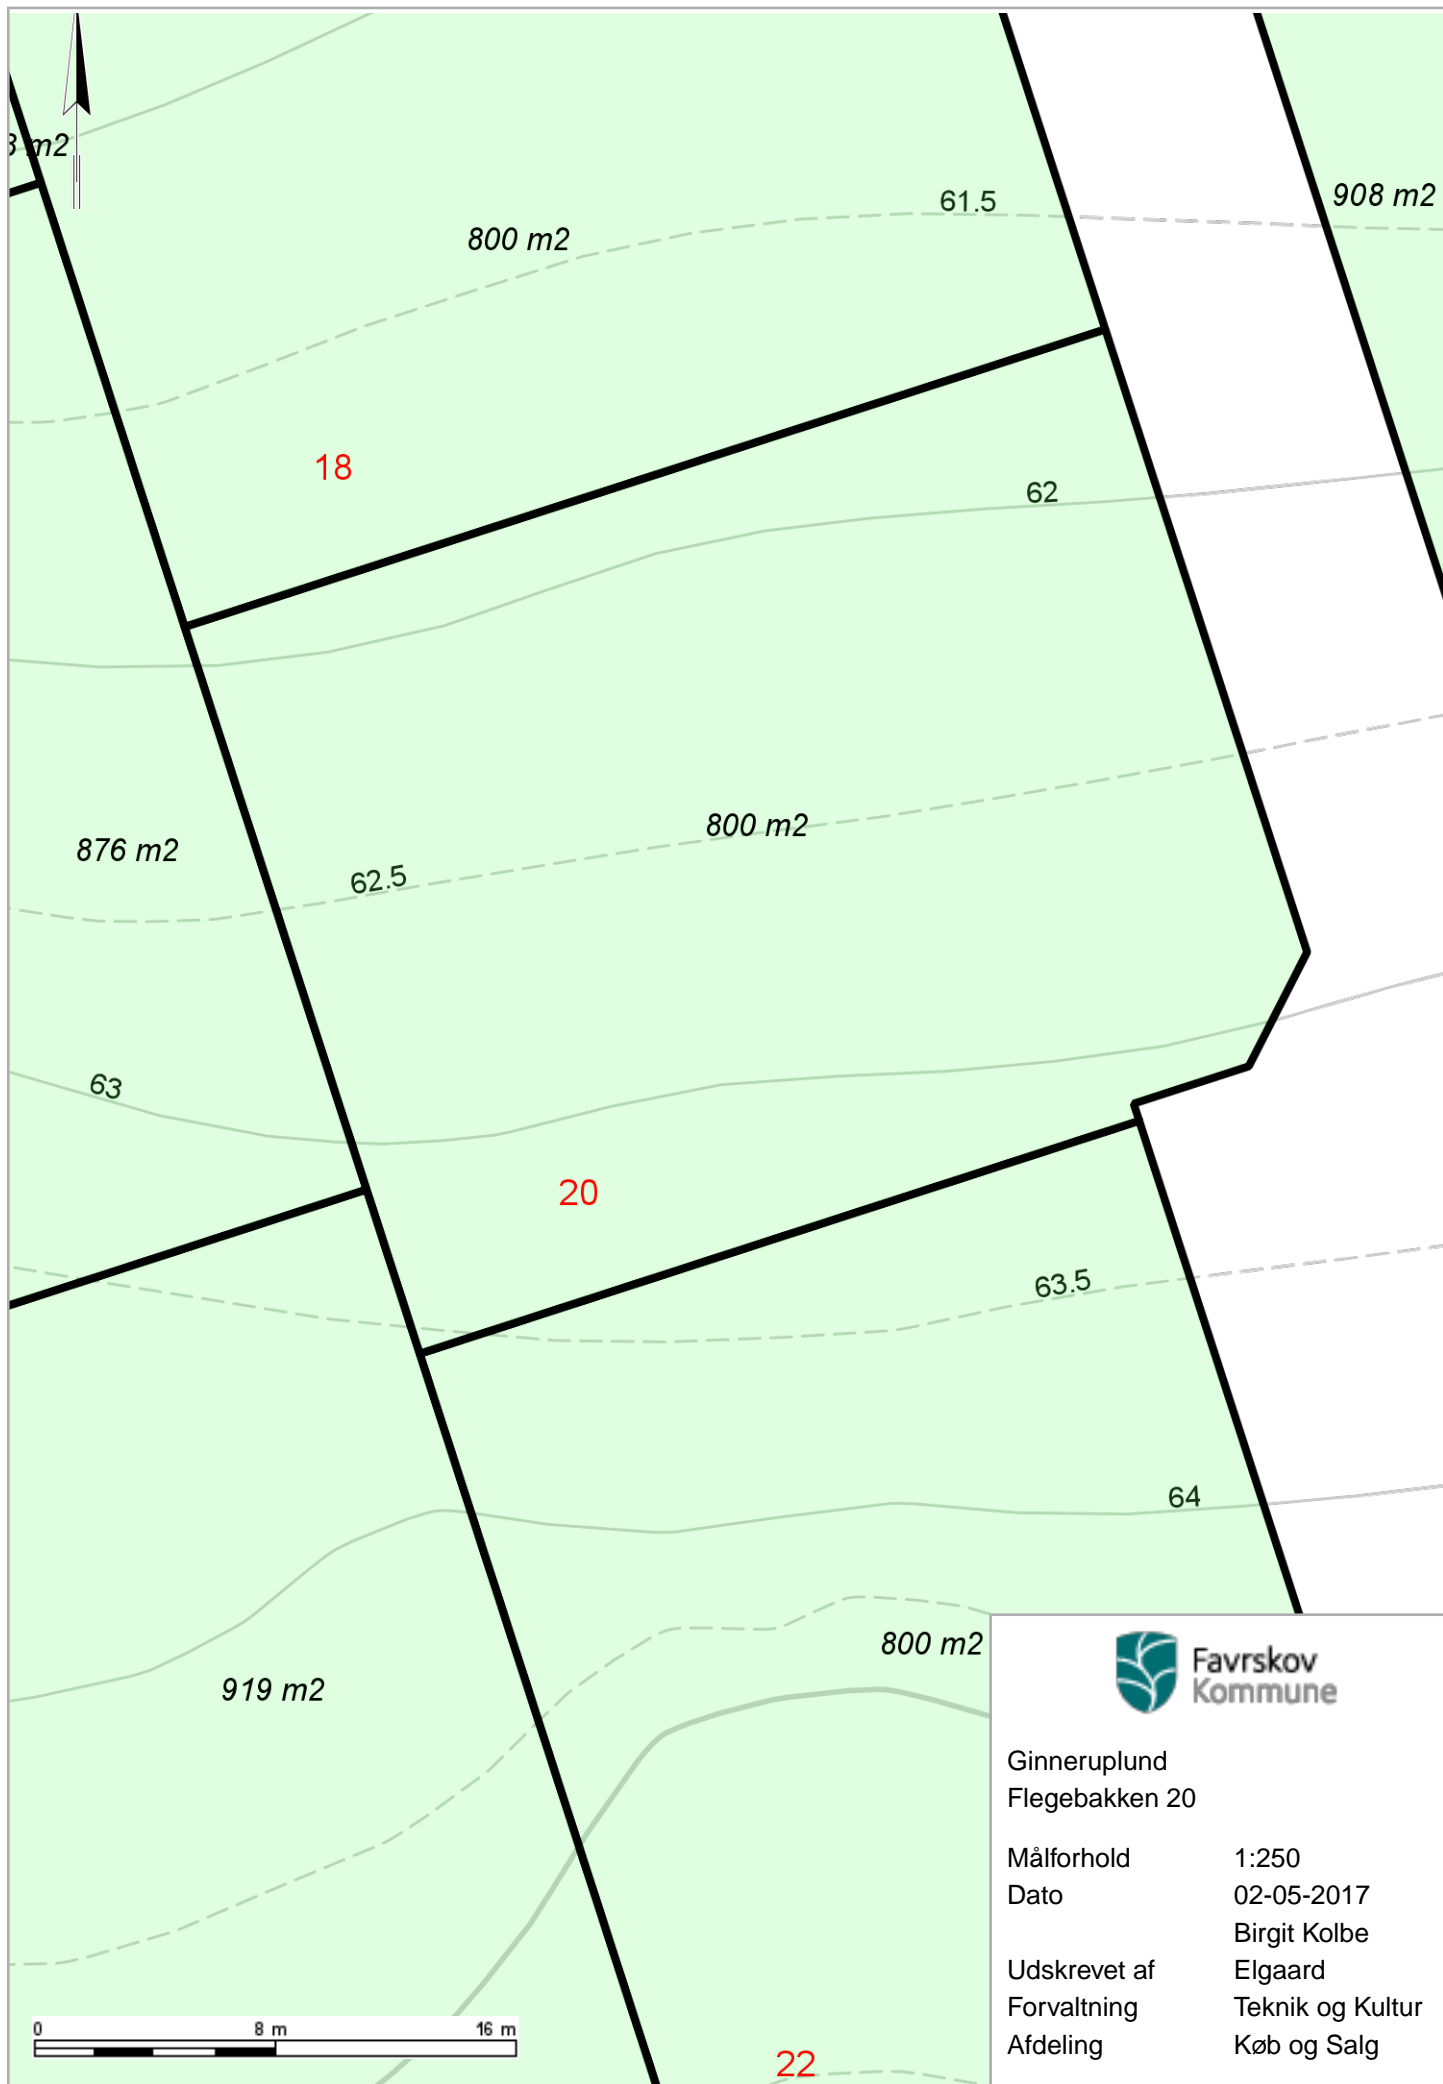 m2
908 m2
61.5
800 m2
18
62
800 m2
876 m2
62.5
63
20
63.5
64
800 m2
919 m2
Favrskov
Kommune
Ginneruplund
Flegebakken 20
Målforhold 1:250
Dato 02-05-2017
Birgit Kolbe
Udskrevet af Elgaard
Forvaltning Teknik og Kultur
Afdeling Køb og Salg
0 8 m 16 m
22